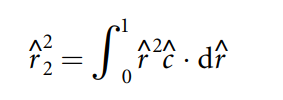 r̂₂² = ∫₀¹ r̂²ĉ · dr̂